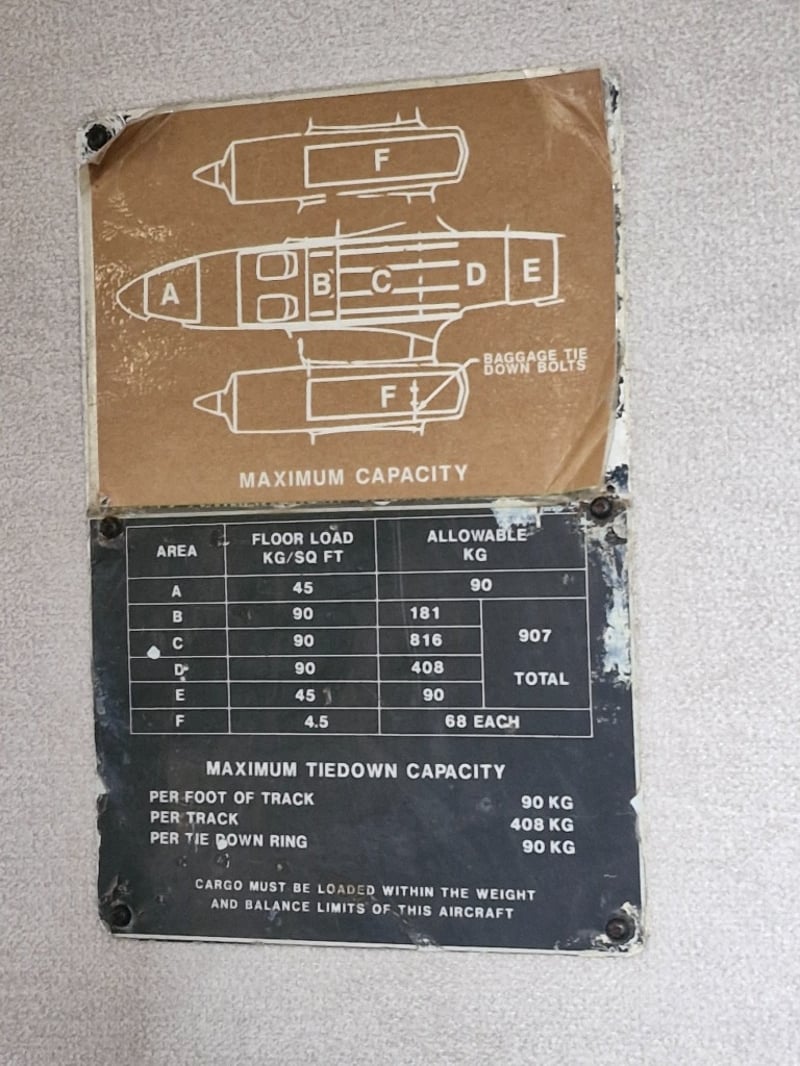 F
A B C D E
BAGGAGE TIE
DOWN BOLTS
F
MAXIMUM CAPACITY
AREA FLOOR LOAD KG/SQ FT ALLOWABLE KG
A 45 90
B 90 181
C 90 816 907
D 90 408 TOTAL
E 45 90
F 4.5 68 EACH
MAXIMUM TIEDOWN CAPACITY
PER FOOT OF TRACK 90 KG
PER TRACK 408 KG
PER TIE DOWN RING 90 KG
CARGO MUST BE LOADED WITHIN THE WEIGHT
AND BALANCE LIMITS OF THIS AIRCRAFT